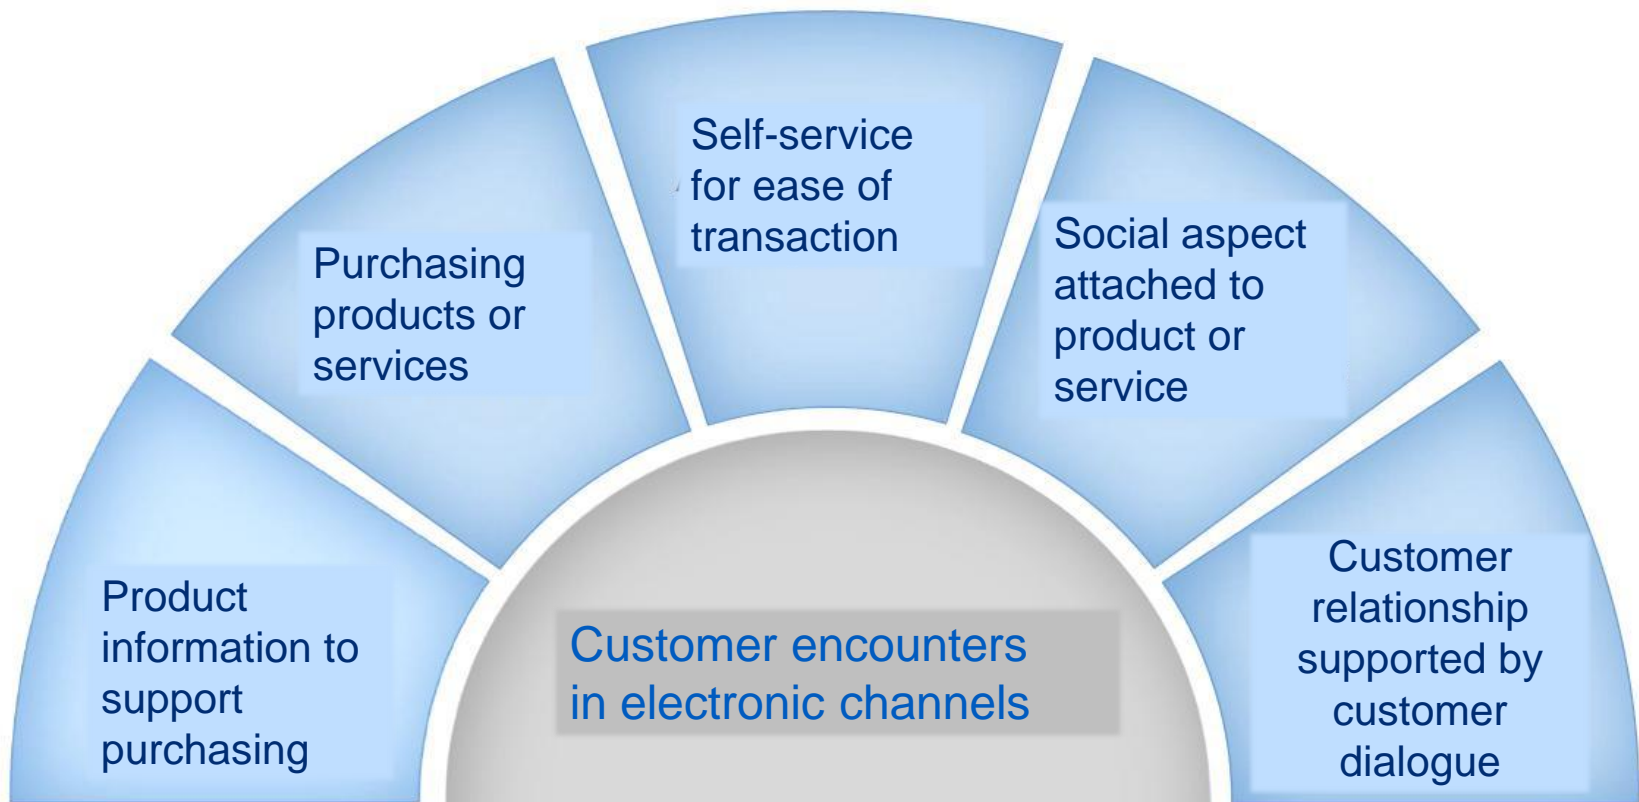 Self-service
for ease of
transaction
Purchasing
products or
services
Social aspect
attached to
product or
service
Product
information to
support
purchasing
Customer
relationship
supported by
customer
dialogue
Customer encounters
in electronic channels